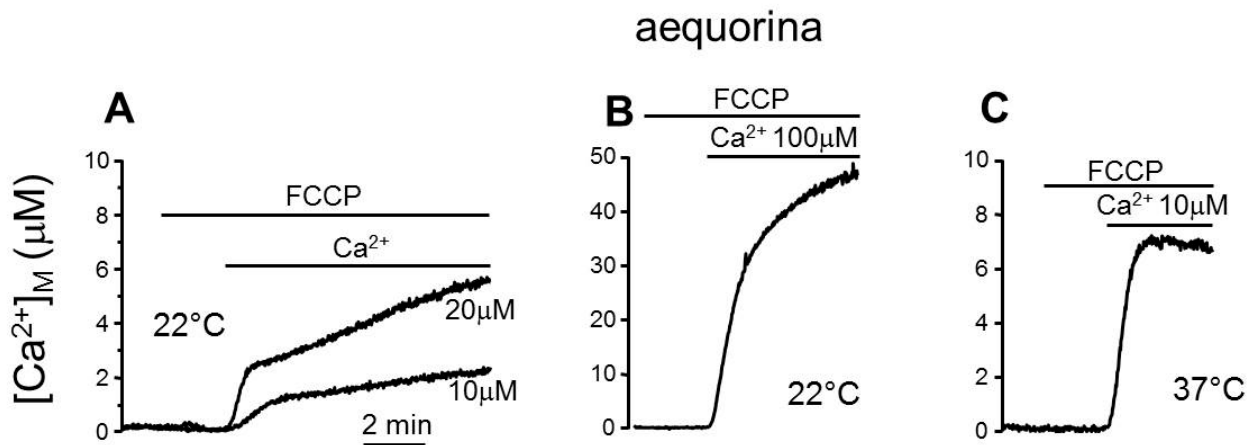 aequorina
A
[Ca²⁺]M (μM)
10
8
6
4
2
0
FCCP
Ca²⁺
22°C
20μM
10μM
2 min
B
FCCP
Ca²⁺ 100μM
50
40
30
20
10
0
22°C
C
FCCP
Ca²⁺ 10μM
10
8
6
4
2
0
37°C